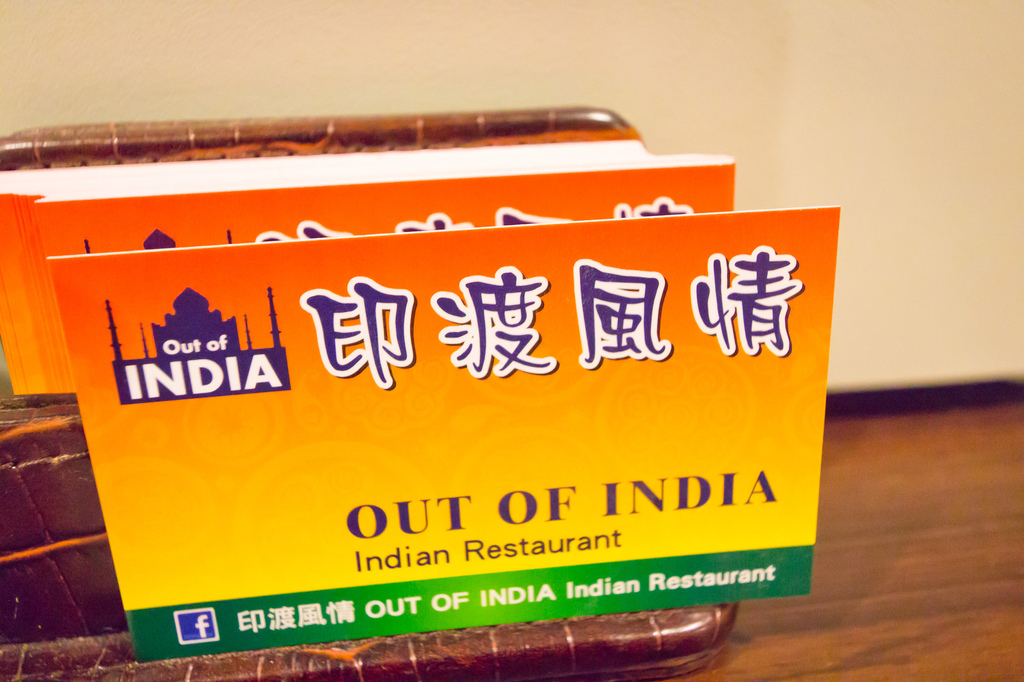 印渡風情
Out of
INDIA
OUT OF INDIA
Indian Restaurant
印渡風情 OUT OF INDIA Indian Restaurant